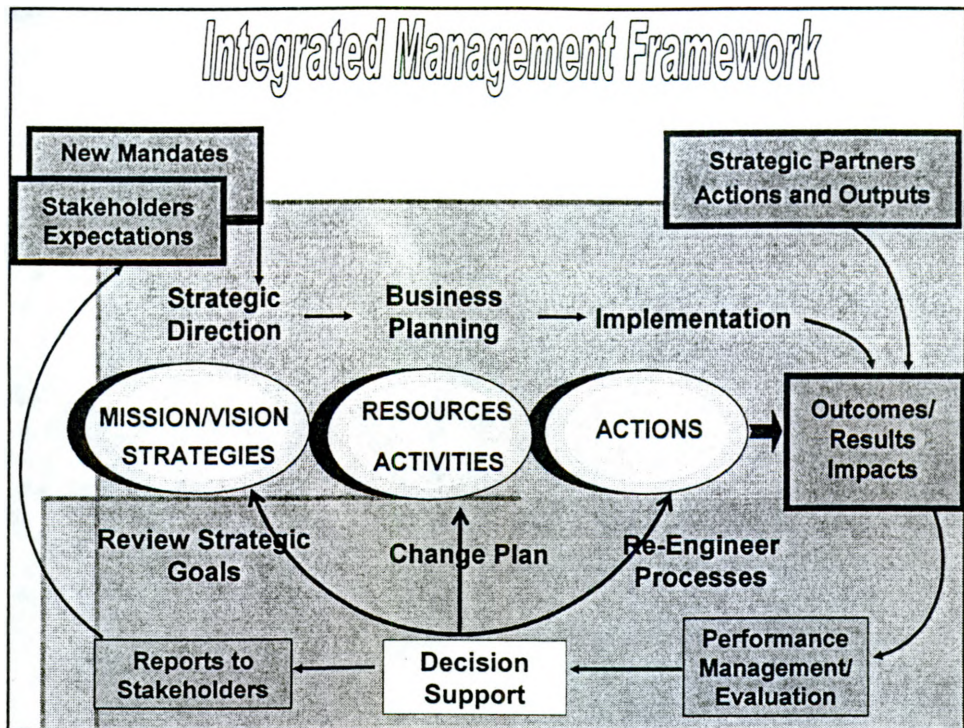 Integrated Management Framework
New Mandates
Stakeholders
Expectations
Strategic Partners
Actions and Outputs
Strategic
Direction
Business
Planning
Implementation
MISSION/VISION
STRATEGIES
RESOURCES
ACTIVITIES
ACTIONS
Outcomes/
Results
Impacts
Review Strategic
Goals
Change Plan
Re-Engineer
Processes
Reports to
Stakeholders
Decision
Support
Performance
Management/
Evaluation